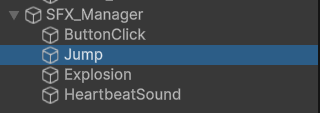 SFX_Manager
ButtonClick
Jump
Explosion
HeartbeatSound